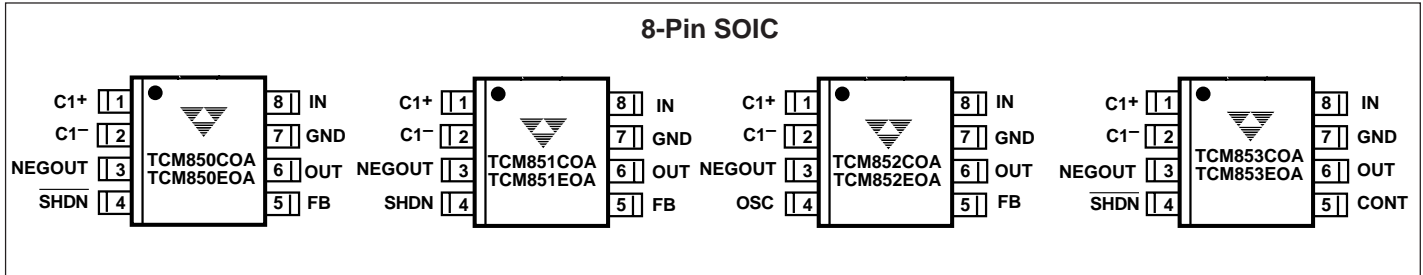 8-Pin SOIC
C1+ 1 8 IN
C1− 2 7 GND
NEGOUT 3 6 OUT
SHDN 4 5 FB
TCM850COA
TCM850EOA
C1+ 1 8 IN
C1− 2 7 GND
NEGOUT 3 6 OUT
SHDN 4 5 FB
TCM851COA
TCM851EOA
C1+ 1 8 IN
C1− 2 7 GND
NEGOUT 3 6 OUT
OSC 4 5 FB
TCM852COA
TCM852EOA
C1+ 1 8 IN
C1− 2 7 GND
NEGOUT 3 6 OUT
SHDN 4 5 CONT
TCM853COA
TCM853EOA